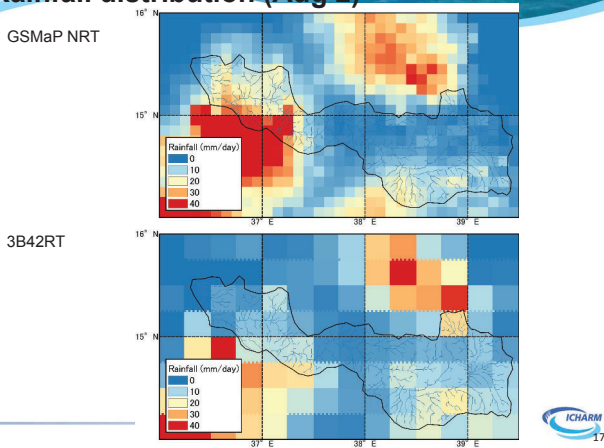 Rainfall distribution (Aug 2)
GSMaP NRT
16° N
15° N
Rainfall (mm/day)
0
10
20
30
40
37° E
38° E
39° E
3B42RT
16° N
15° N
Rainfall (mm/day)
0
10
20
30
40
37° E
38° E
39° E
ICHARM
17